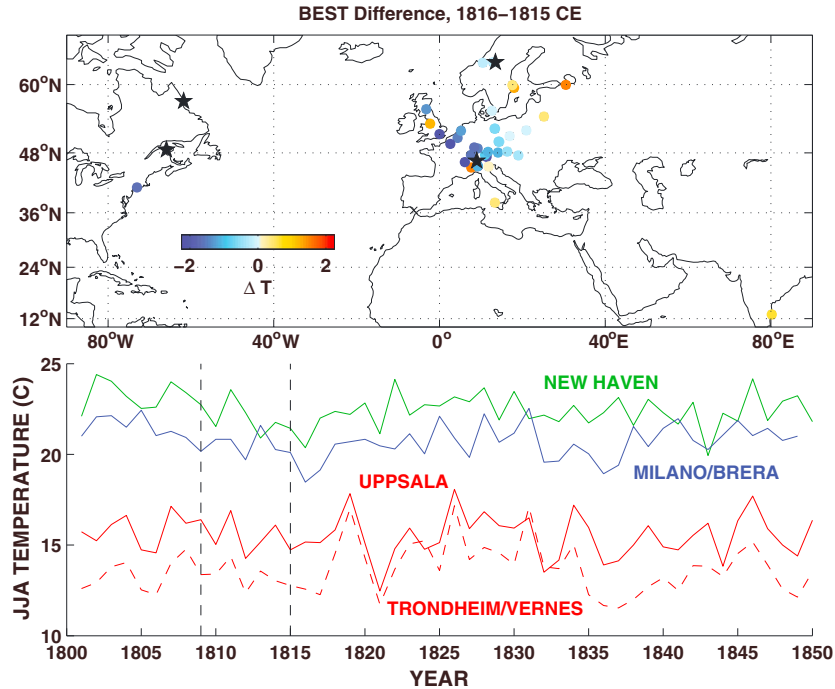 BEST Difference, 1816−1815 CE
60°N
48°N
36°N
24°N
12°N
−2 0 2
Δ T
80°W 40°W 0° 40°E 80°E
25
20
15
10
JJA TEMPERATURE (C)
NEW HAVEN
MILANO/BRERA
UPPSALA
TRONDHEIM/VERNES
1800 1805 1810 1815 1820 1825 1830 1835 1840 1845 1850
YEAR